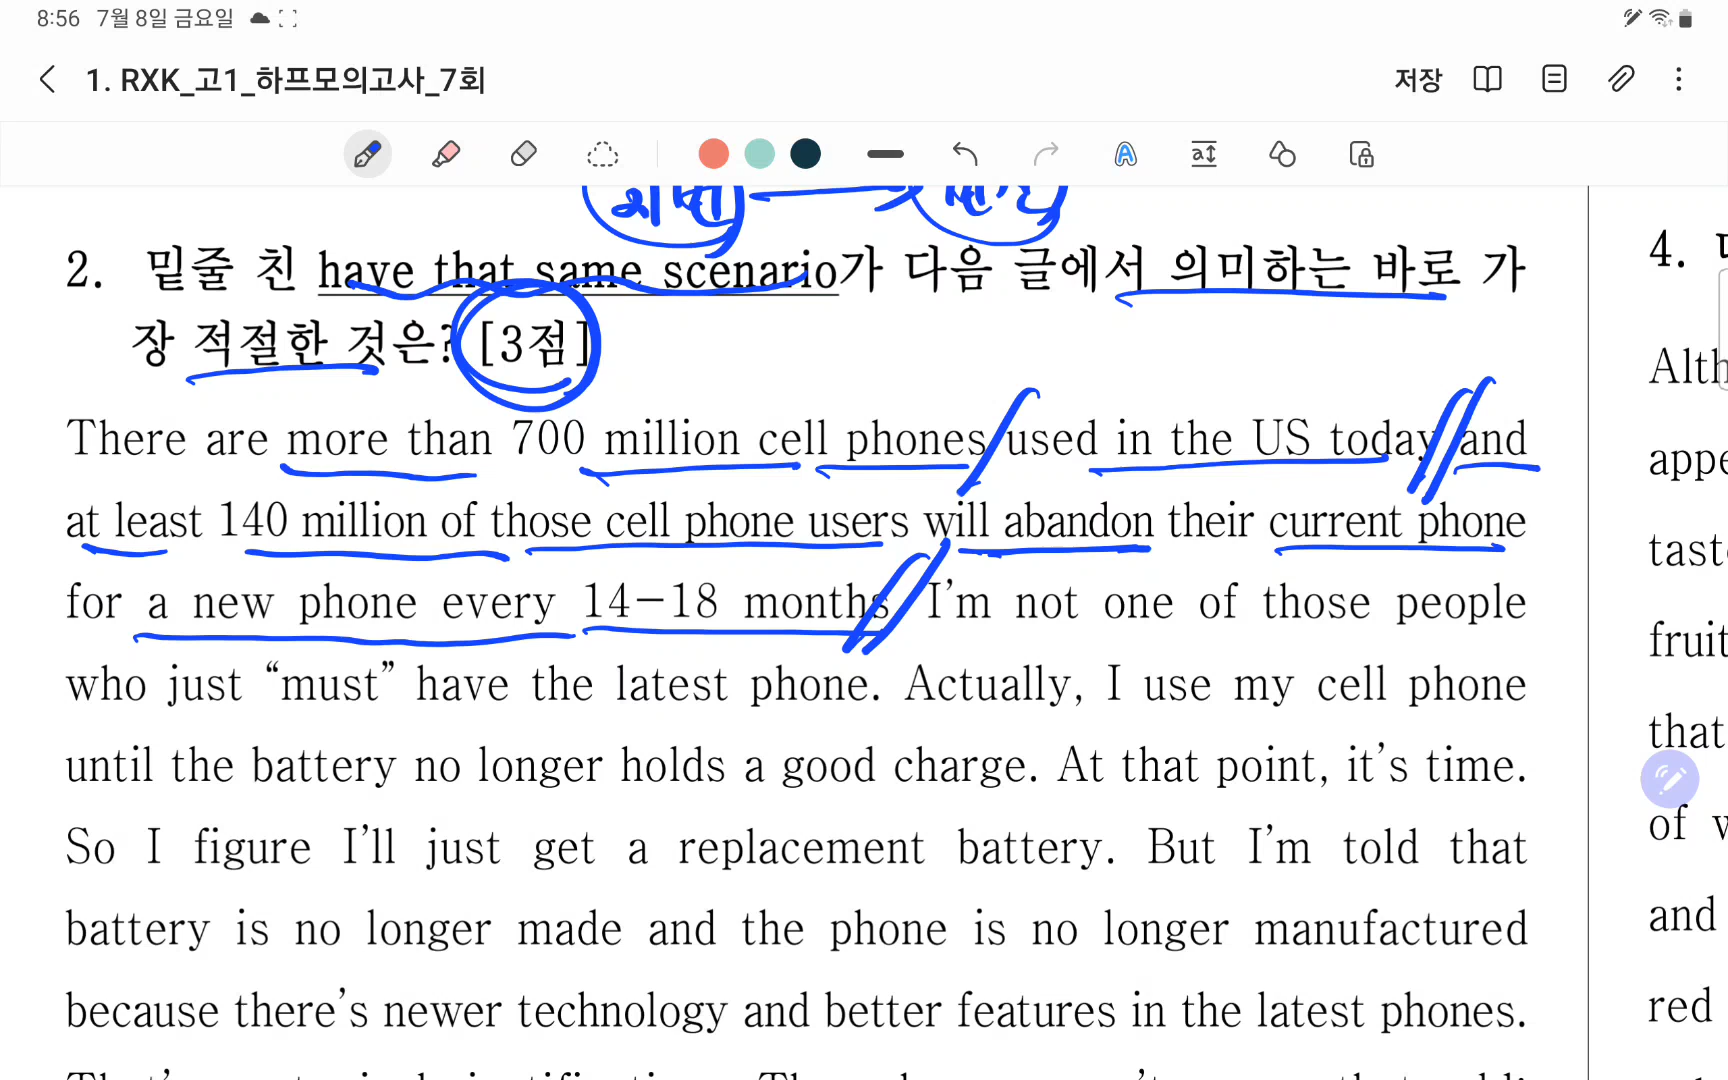 8:56 7월 8일 금요일
1. RXK_고1_하프모의고사_7회
저장
2. 밑줄 친 have that same scenario가 다음 글에서 의미하는 바로 가
장 적절한 것은? [3점]
There are more than 700 million cell phones used in the US today and
at least 140 million of those cell phone users will abandon their current phone
for a new phone every 14-18 months. I'm not one of those people
who just “must” have the latest phone. Actually, I use my cell phone
until the battery no longer holds a good charge. At that point, it's time.
So I figure I'll just get a replacement battery. But I'm told that
battery is no longer made and the phone is no longer manufactured
because there's newer technology and better features in the latest phones.
4.
fruit
that
of
and
red